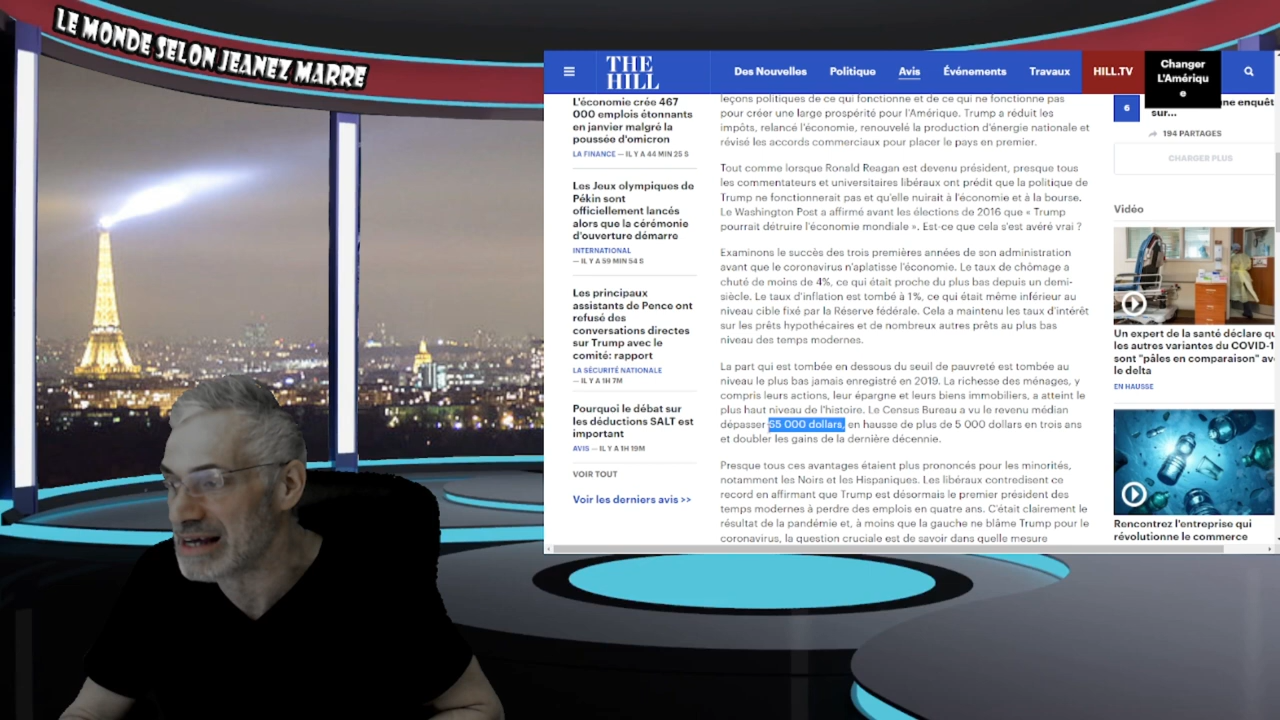 LE MONDE SELON JEANEZ MARRE
THE
HILL
Des Nouvelles
Politique
Avis
Événements
Travaux
HILL.TV
Changer
L'Amériqu
e
L'économie crée 467
000 emplois étonnants
en janvier malgré la
poussée d'omicron
LA FINANCE — IL Y A 44 MIN 25 S
Les Jeux olympiques de
Pékin sont
officiellement lancés
alors que la cérémonie
d'ouverture démarre
INTERNATIONAL
— IL Y A 59 MIN 54 S
Les principaux
assistants de Pence ont
refusé des
conversations directes
sur Trump avec le
comité: rapport
LA SÉCURITÉ NATIONALE
— IL Y A 1H 7M
Pourquoi le débat sur
les déductions SALT est
important
AVIS — IL Y A 1H 19M
VOIR TOUT
Voir les derniers avis >>
leçons politiques de ce qui fonctionne et de ce qui ne fonctionne pas
pour créer une large prospérité pour l'Amérique. Trump a réduit les
impôts, relancé l'économie, renouvelé la production d'énergie nationale et
révisé les accords commerciaux pour placer le pays en premier.
Tout comme lorsque Ronald Reagan est devenu président, presque tous
les commentateurs et universitaires libéraux ont prédit que la politique de
Trump ne fonctionnerait pas et qu'elle nuirait à l'économie et à la bourse.
Le Washington Post a affirmé avant les élections de 2016 que « Trump
pourrait détruire l'économie mondiale ». Est-ce que cela s'est avéré vrai ?
Examinons le succès des trois premières années de son administration
avant que le coronavirus n'aplatisse l'économie. Le taux de chômage a
chuté de moins de 4%, ce qui était proche du plus bas depuis un demi-
siècle. Le taux d'inflation est tombé à 1%, ce qui était même inférieur au
niveau cible fixé par la Réserve fédérale. Cela a maintenu les taux d'intérêt
sur les prêts hypothécaires et de nombreux autres prêts au plus bas
niveau des temps modernes.
La part qui est tombée en dessous du seuil de pauvreté est tombée au
niveau le plus bas jamais enregistré en 2019. La richesse des ménages, y
compris leurs actions, leur épargne et leurs biens immobiliers, a atteint le
plus haut niveau de l'histoire. Le Census Bureau a vu le revenu médian
dépasser 65 000 dollars, en hausse de plus de 5 000 dollars en trois ans
et doubler les gains de la dernière décennie.
Presque tous ces avantages étaient plus prononcés pour les minorités,
notamment les Noirs et les Hispaniques. Les libéraux contredisent ce
record en affirmant que Trump est désormais le premier président des
temps modernes à perdre des emplois en quatre ans. C'était clairement le
résultat de la pandémie et, à moins que la gauche ne blâme Trump pour le
coronavirus, la question cruciale est de savoir dans quelle mesure
6
ne enquêt
sur...
194 PARTAGES
CHARGER PLUS
Vidéo
Un expert de la santé déclare qu
les autres variantes du COVID-1
sont "pâles en comparaison" ave
le delta
EN HAUSSE
Rencontrez l'entreprise qui
révolutionne le commerce